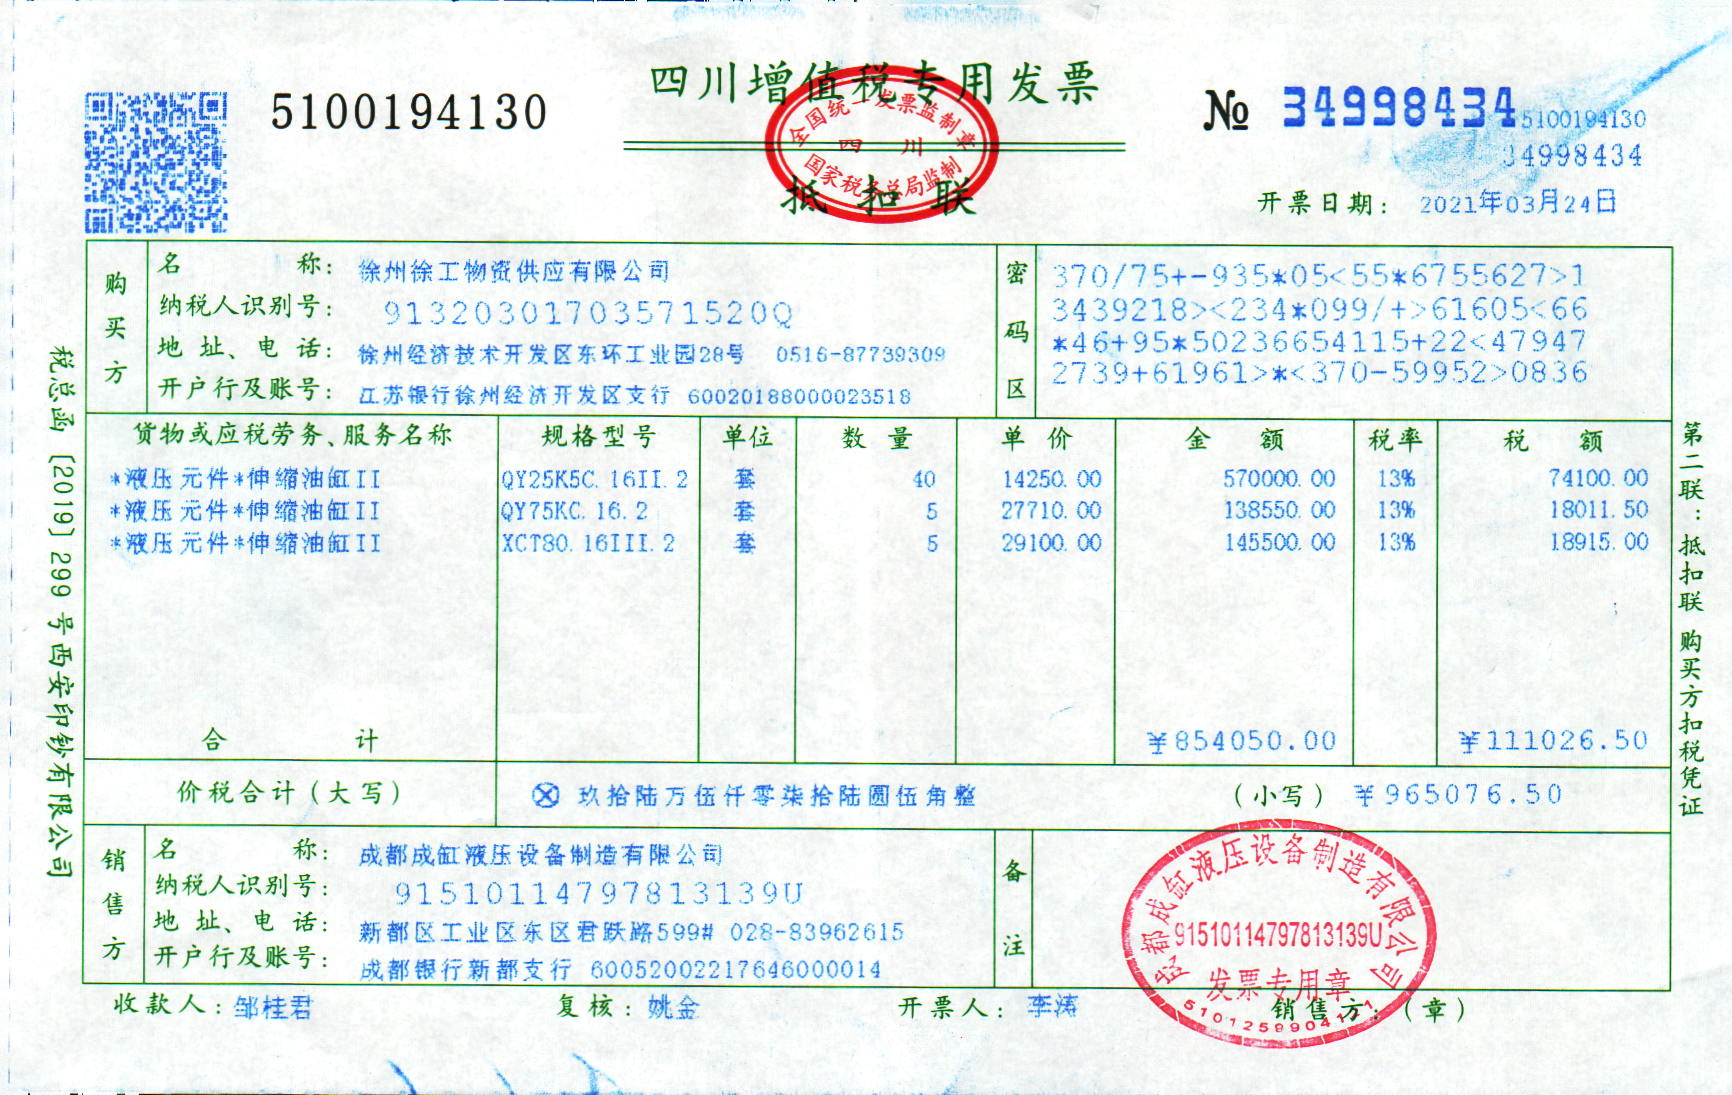 四川增值税专用发票
5100194130
№ 34998434
5100194130
34998434
全国统一发票监制章
四 川
国家税务总局监制
抵扣联
开票日期: 2021年03月24日
购买方
名 称: 徐州徐工物资供应有限公司
纳税人识别号: 91320301703571520Q
地 址、电 话: 徐州经济技术开发区东环工业园28号 0516-87739309
开户行及账号: 江苏银行徐州经济开发区支行 60020188000023518
密码区
370/75+-935*05<55*6755627>1
3439218><234*099/+>61605<66
*46+95*50236654115+22<47947
2739+61961>*<370-59952>0836
货物或应税劳务、服务名称 规格型号 单位 数量 单价 金额 税率 税额
*液压元件*伸缩油缸II QY25K5C.16II.2 套 40 14250.00 570000.00 13% 74100.00
*液压元件*伸缩油缸II QY75KC.16.2 套 5 27710.00 138550.00 13% 18011.50
*液压元件*伸缩油缸II XCT80.16III.2 套 5 29100.00 145500.00 13% 18915.00
合 计 ¥854050.00 ¥111026.50
价税合计(大写) ⊗ 玖拾陆万伍仟零柒拾陆圆伍角整 (小写) ¥965076.50
销售方
名 称: 成都成缸液压设备制造有限公司
纳税人识别号: 91510114797813139U
地 址、电 话: 新都区工业区东区君跃路599# 028-83962615
开户行及账号: 成都银行新都支行 60052002217646000014
备注
成都成缸液压设备制造有限公司
91510114797813139U
发票专用章
收款人: 邹桂君 复核: 姚金 开票人: 李涛 销售方: (章)
税总函〔2019〕299号西安印钞有限公司
第二联: 抵扣联 购买方扣税凭证